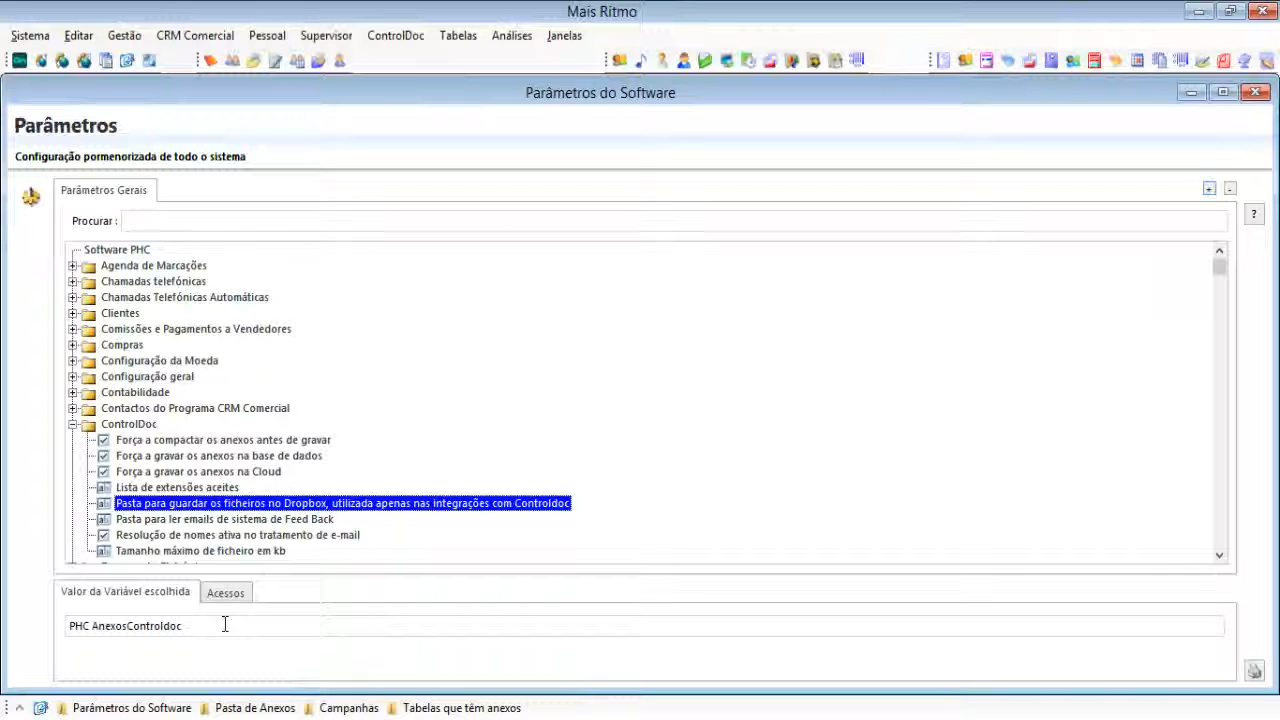 Mais Ritmo
Sistema Editar Gestão CRM Comercial Pessoal Supervisor ControlDoc Tabelas Análises Janelas
Parâmetros do Software
Parâmetros
Configuração pormenorizada de todo o sistema
Parâmetros Gerais
+ -
Procurar :
?
Software PHC
Agenda de Marcações
Chamadas telefónicas
Chamadas Telefónicas Automáticas
Clientes
Comissões e Pagamentos a Vendedores
Compras
Configuração da Moeda
Configuração geral
Contabilidade
Contactos do Programa CRM Comercial
ControlDoc
Força a compactar os anexos antes de gravar
Força a gravar os anexos na base de dados
Força a gravar os anexos na Cloud
Lista de extensões aceites
Pasta para guardar os ficheiros no Dropbox, utilizada apenas nas integrações com Controldoc
Pasta para ler emails de sistema de Feed Back
Resolução de nomes ativa no tratamento de e-mail
Tamanho máximo de ficheiro em kb
Valor da Variável escolhida Acessos
PHC AnexosControldoc
Parâmetros do Software Pasta de Anexos Campanhas Tabelas que têm anexos